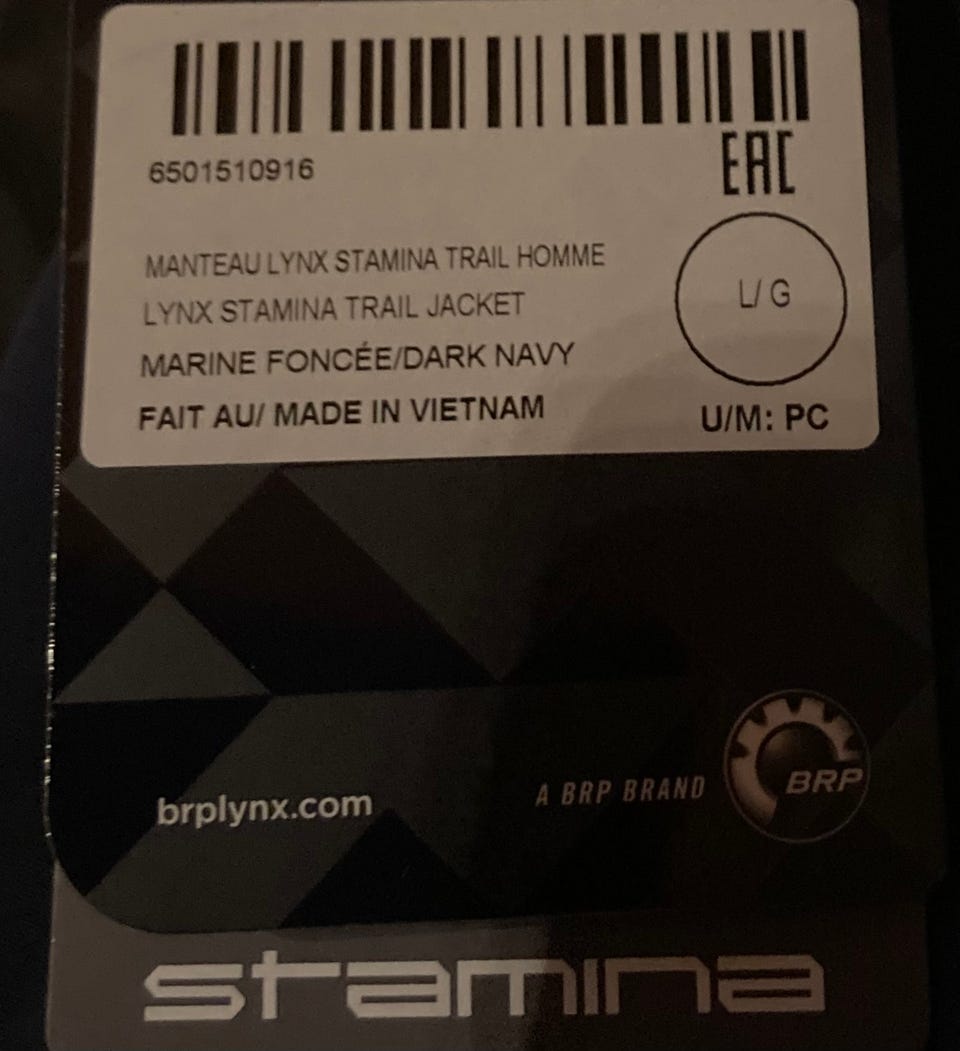 6501510916
EAC
MANTEAU LYNX STAMINA TRAIL HOMME
LYNX STAMINA TRAIL JACKET
L/ G
MARINE FONCÉE/DARK NAVY
FAIT AU/ MADE IN VIETNAM
U/M: PC
brplynx.com
A BRP BRAND
BRP
stamina